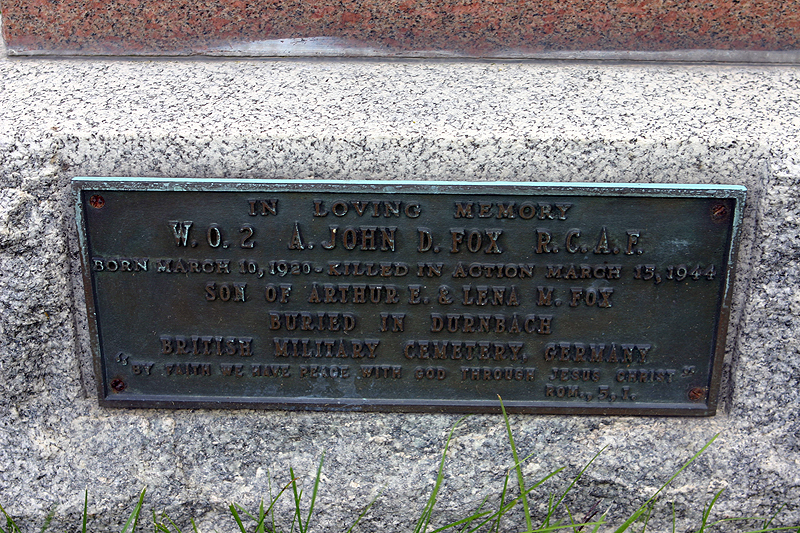 IN LOVING MEMORY
W.O.2 A. JOHN D. FOX R.C.A.F.
BORN MARCH 10, 1920 - KILLED IN ACTION MARCH 15, 1944
SON OF ARTHUR E. & LENA M. FOX
BURIED IN DURNBACH
BRITISH MILITARY CEMETERY, GERMANY
"BY FAITH WE HAVE PEACE WITH GOD THROUGH JESUS CHRIST"
ROM. 5, 1.